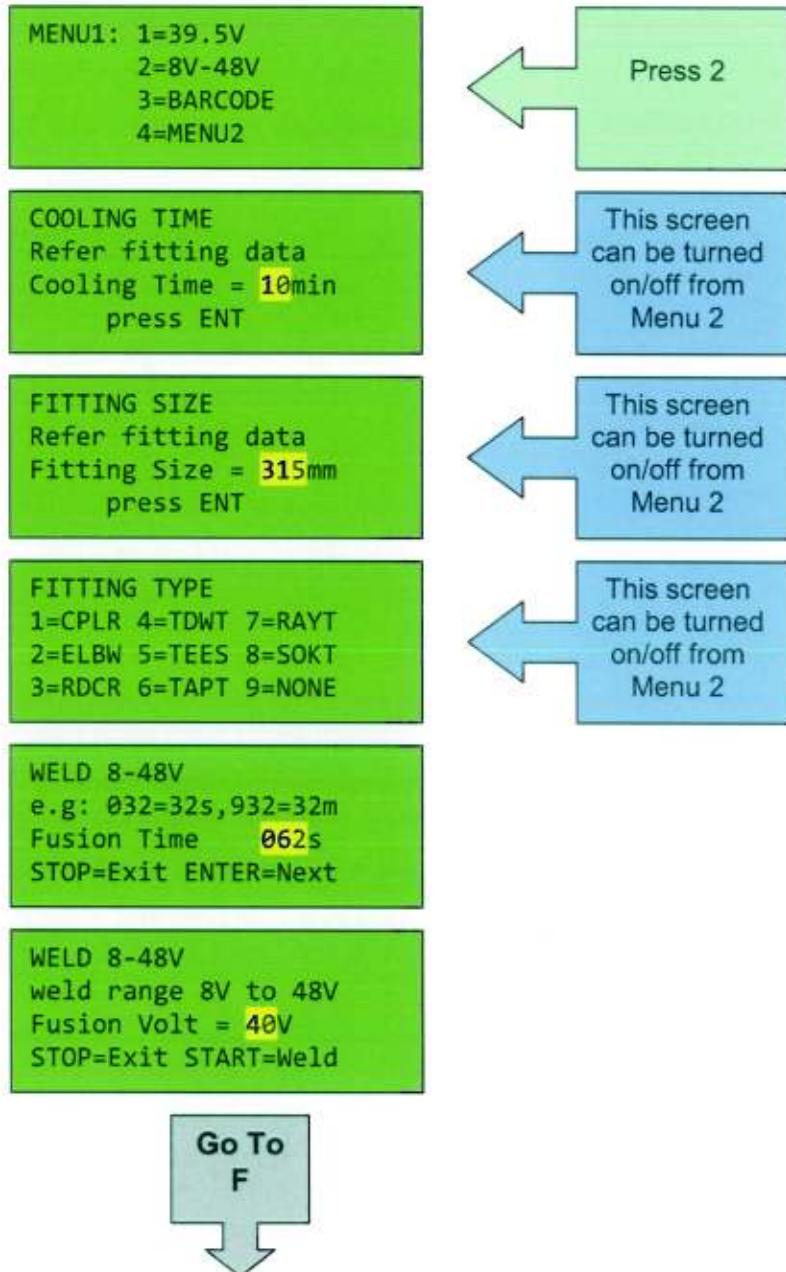 MENU1: 1=39.5V
2=8V-48V
3=BARCODE
4=MENU2
Press 2
COOLING TIME
Refer fitting data
Cooling Time = 10min
press ENT
This screen
can be turned
on/off from
Menu 2
FITTING SIZE
Refer fitting data
Fitting Size = 315mm
press ENT
This screen
can be turned
on/off from
Menu 2
FITTING TYPE
1=CPLR 4=TDWT 7=RAYT
2=ELBW 5=TEES 8=SOKT
3=RDCR 6=TAPT 9=NONE
This screen
can be turned
on/off from
Menu 2
WELD 8-48V
e.g: 032=32s,932=32m
Fusion Time 062s
STOP=Exit ENTER=Next
WELD 8-48V
weld range 8V to 48V
Fusion Volt = 40V
STOP=Exit START=Weld
Go To
F